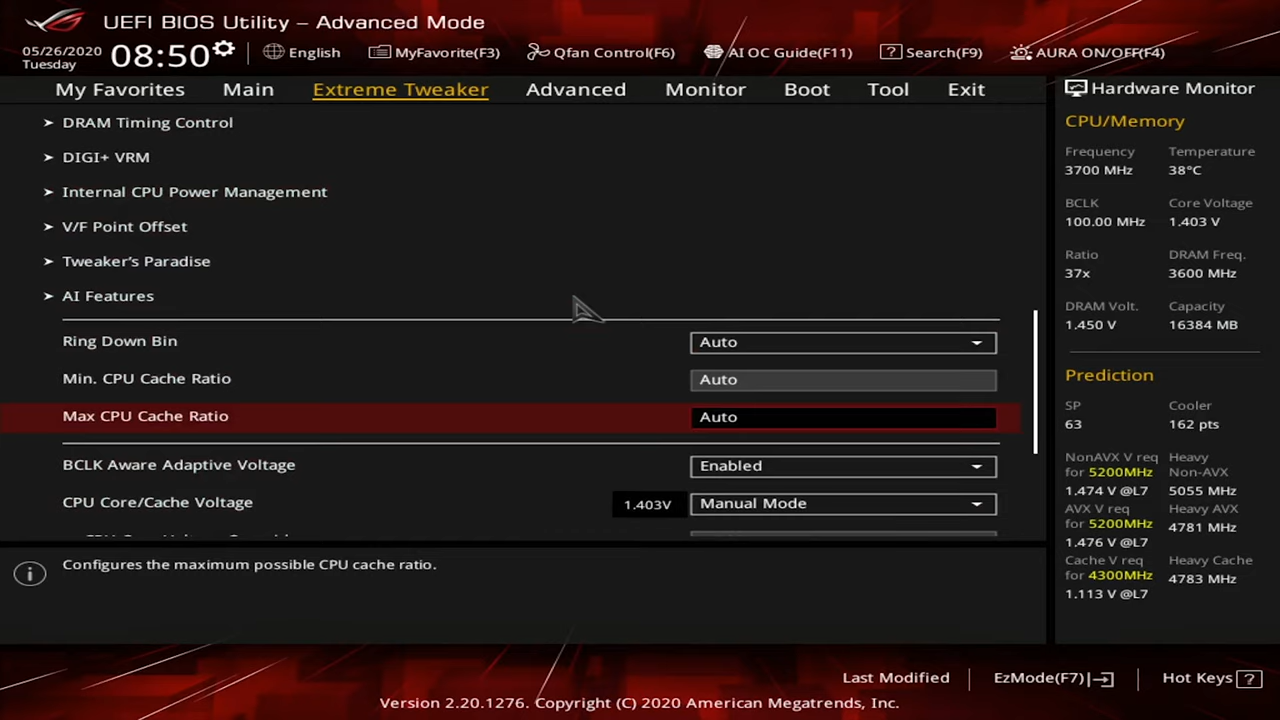 UEFI BIOS Utility – Advanced Mode
05/26/2020
Tuesday
08:50
English
MyFavorite(F3)
Qfan Control(F6)
AI OC Guide(F11)
? Search(F9)
AURA ON/OFF(F4)
My Favorites
Main
Extreme Tweaker
Advanced
Monitor
Boot
Tool
Exit
DRAM Timing Control
DIGI+ VRM
Internal CPU Power Management
V/F Point Offset
Tweaker's Paradise
AI Features
Ring Down Bin
Auto
Min. CPU Cache Ratio
Auto
Max CPU Cache Ratio
Auto
BCLK Aware Adaptive Voltage
Enabled
CPU Core/Cache Voltage
1.403V
Manual Mode
Configures the maximum possible CPU cache ratio.
Hardware Monitor
CPU/Memory
Frequency
Temperature
3700 MHz
38°C
BCLK
Core Voltage
100.00 MHz
1.403 V
Ratio
DRAM Freq.
37x
3600 MHz
DRAM Volt.
Capacity
1.450 V
16384 MB
Prediction
SP
Cooler
63
162 pts
NonAVX V req
Heavy
for 5200MHz
Non-AVX
1.474 V @L7
5055 MHz
AVX V req
Heavy AVX
for 5200MHz
4781 MHz
1.476 V @L7
Cache V req
Heavy Cache
for 4300MHz
4783 MHz
1.113 V @L7
Last Modified
EzMode(F7)
Hot Keys ?
Version 2.20.1276. Copyright (C) 2020 American Megatrends, Inc.